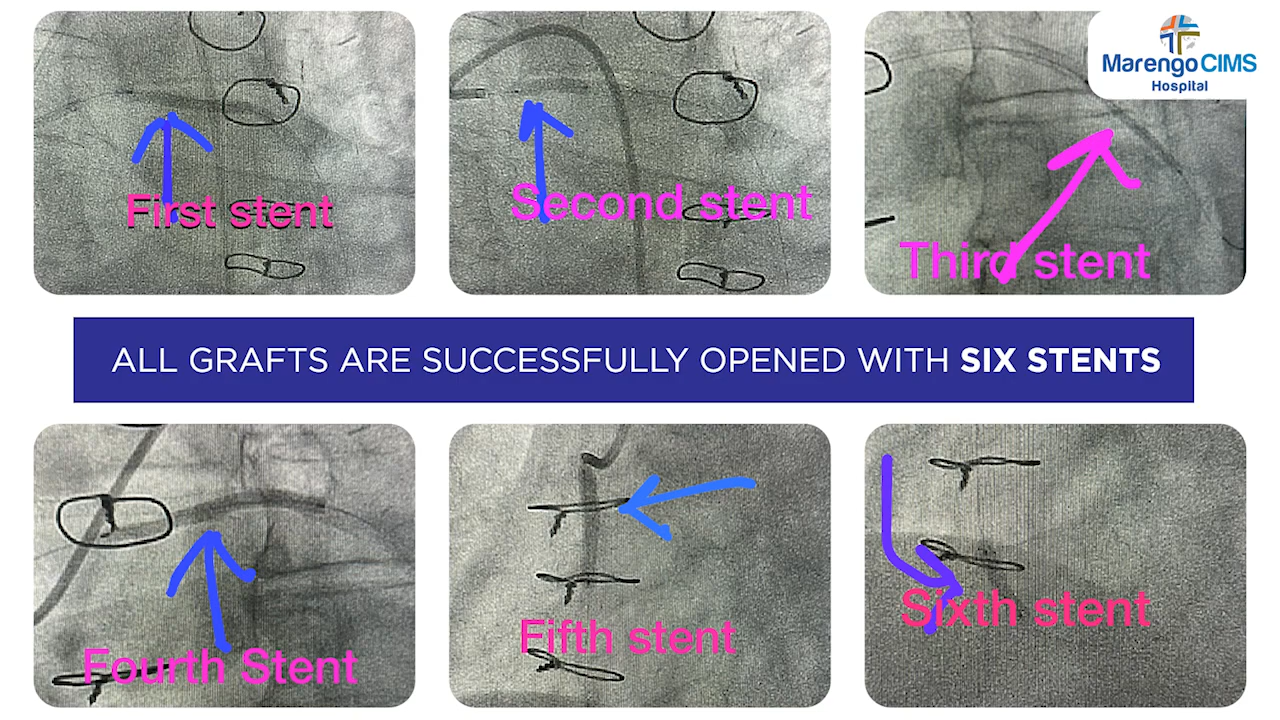 Marengo CIMS
Hospital
First stent
Second stent
Third stent
ALL GRAFTS ARE SUCCESSFULLY OPENED WITH SIX STENTS
Fourth Stent
Fifth stent
Sixth stent